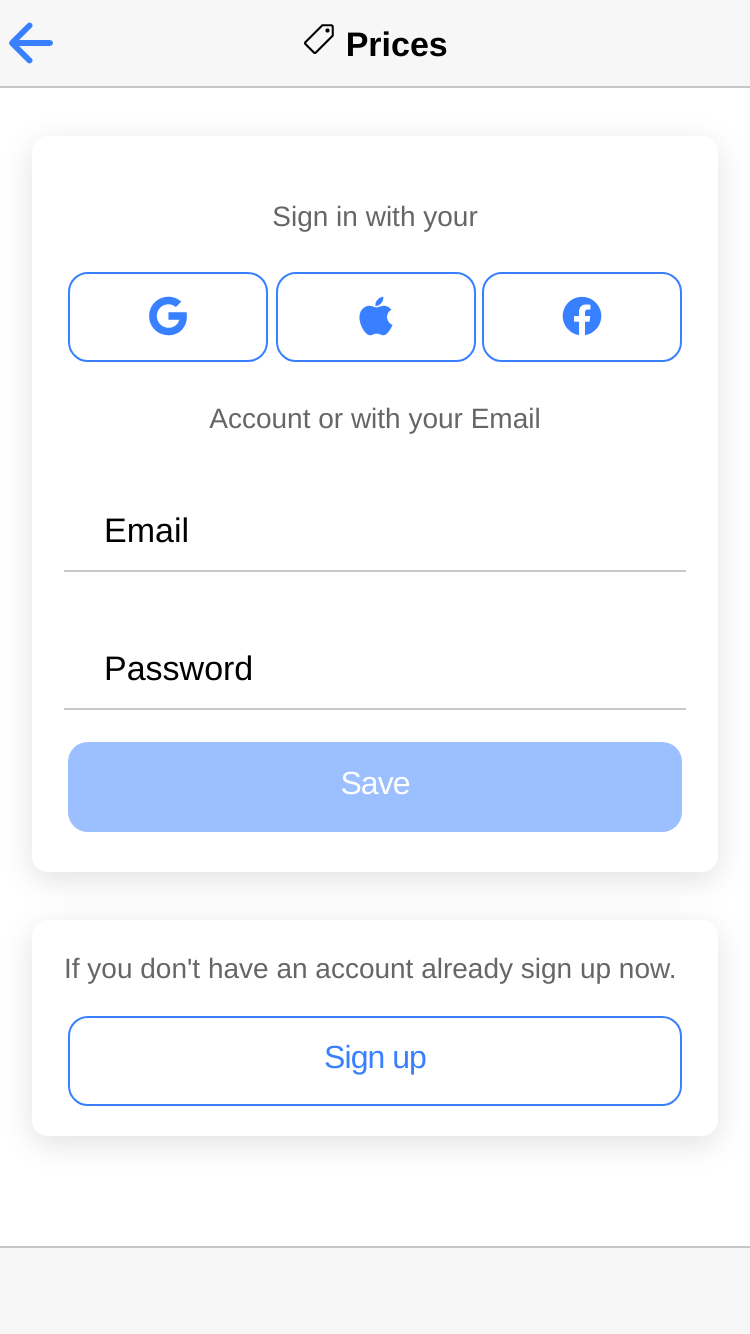 Prices
Sign in with your
Account or with your Email
Email
Password
Save
If you don't have an account already sign up now.
Sign up